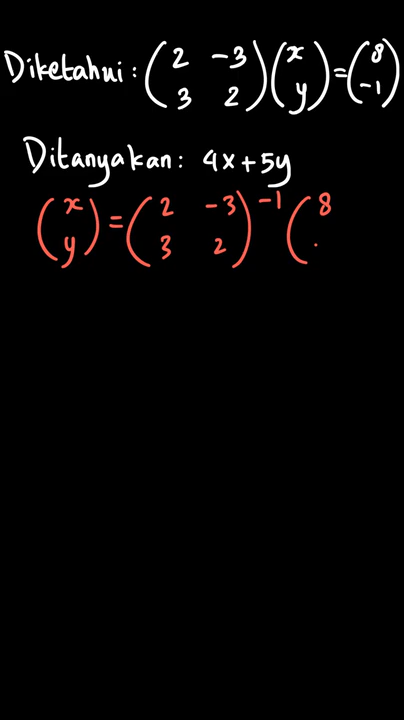 Diketahui: (2 -3; 3 2)(x; y) = (8; -1)
Ditanyakan: 4x+5y
(x; y) = (2 -3; 3 2)^-1 (8